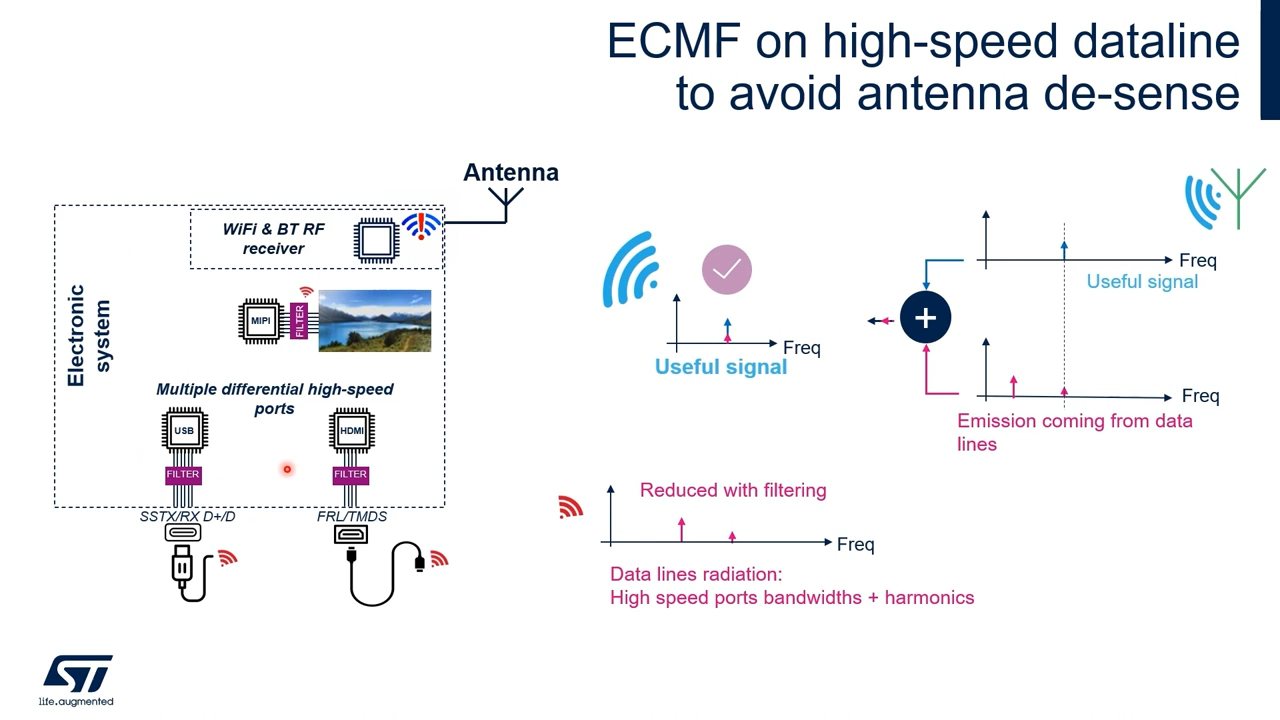 ECMF on high-speed dataline
to avoid antenna de-sense
Antenna
WiFi & BT RF
receiver
Electronic
system
MIPI
FILTER
Multiple differential high-speed
ports
USB
HDMI
FILTER
FILTER
SSTX/RX D+/D
FRL/TMDS
Freq
Useful signal
Freq
Useful signal
+
Freq
Emission coming from data
lines
Reduced with filtering
Freq
Data lines radiation:
High speed ports bandwidths + harmonics
ST
life.augmented